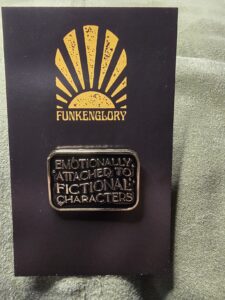 FUNKENGLORY
EMOTIONALLY
ATTACHED TO
FICTIONAL
CHARACTERS